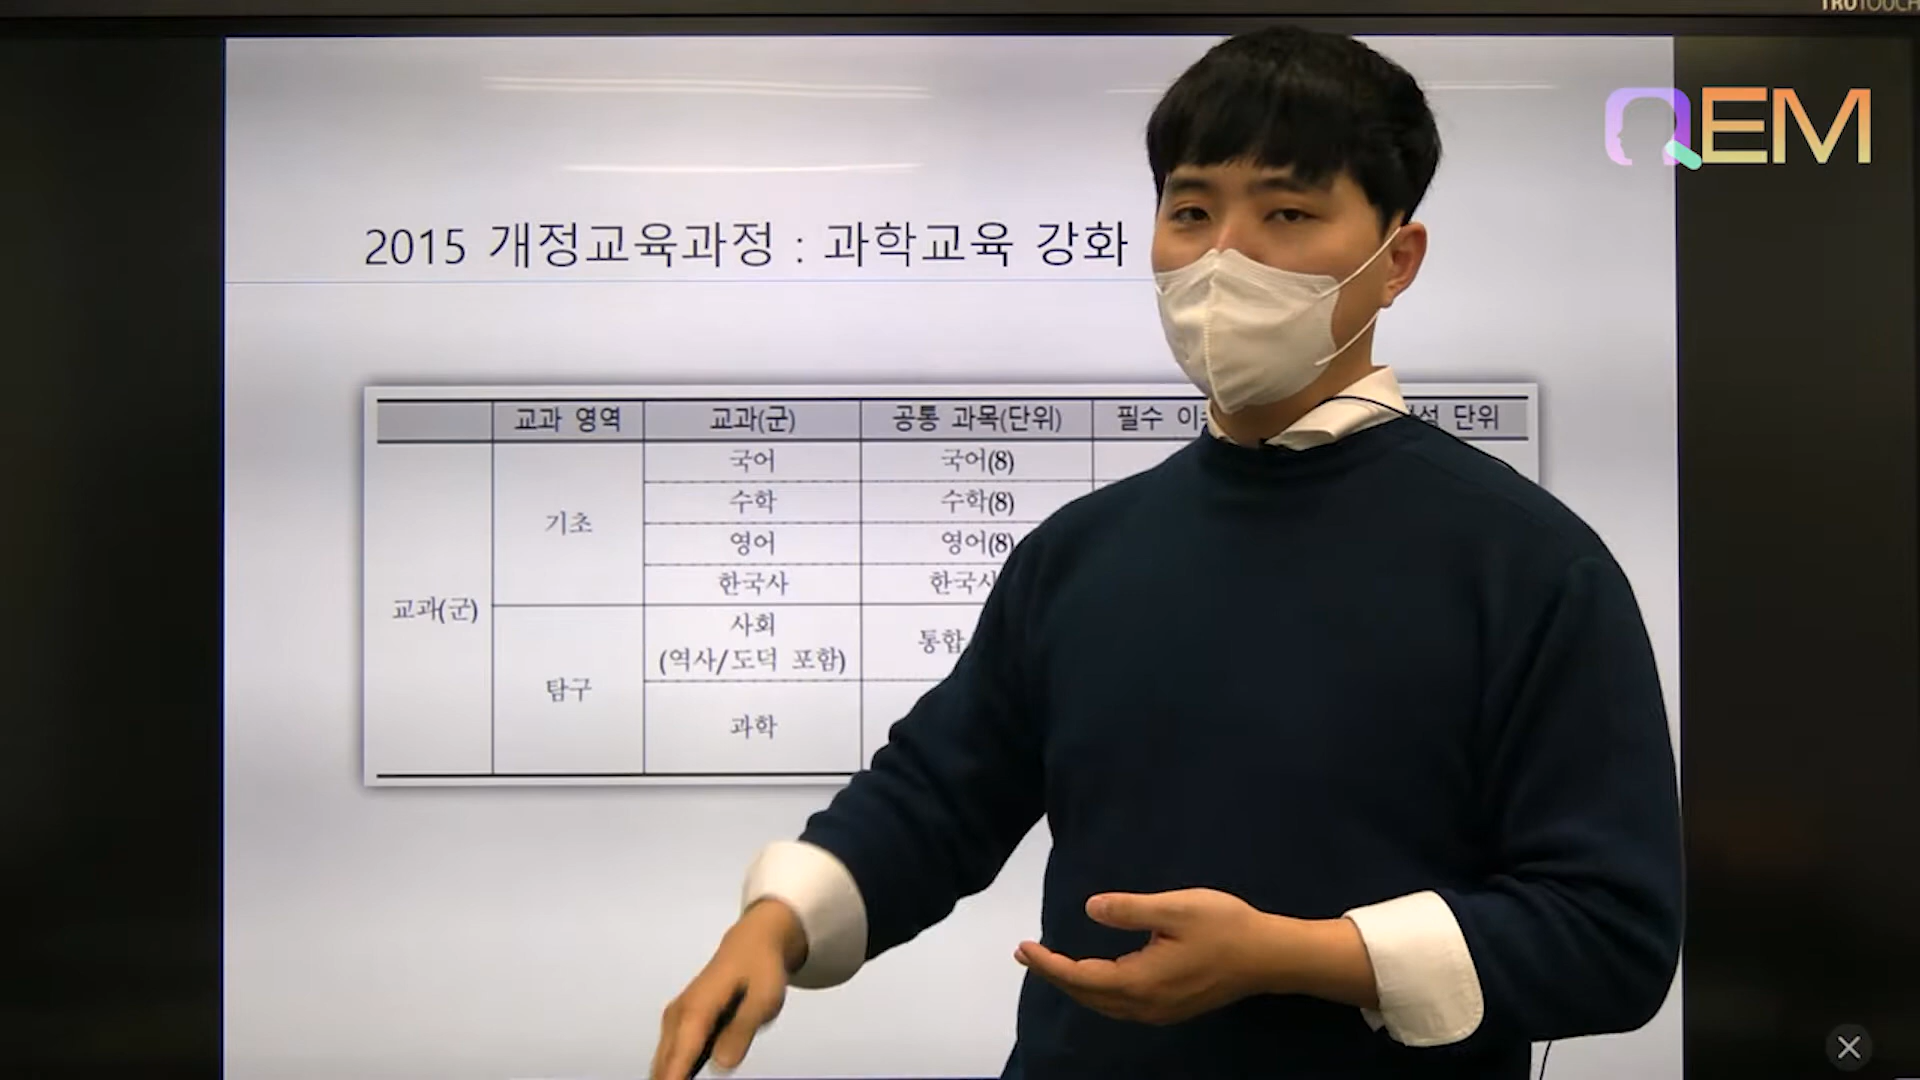 TRUTOUCH
QEM
2015 개정교육과정 : 과학교육 강화
교과 영역 교과(군) 공통 과목(단위) 필수 단위
국어 국어(8)
수학 수학(8)
기초
영어 영어(8)
한국사 한국사
교과(군)
사회 통합
(역사/도덕 포함)
탐구
과학